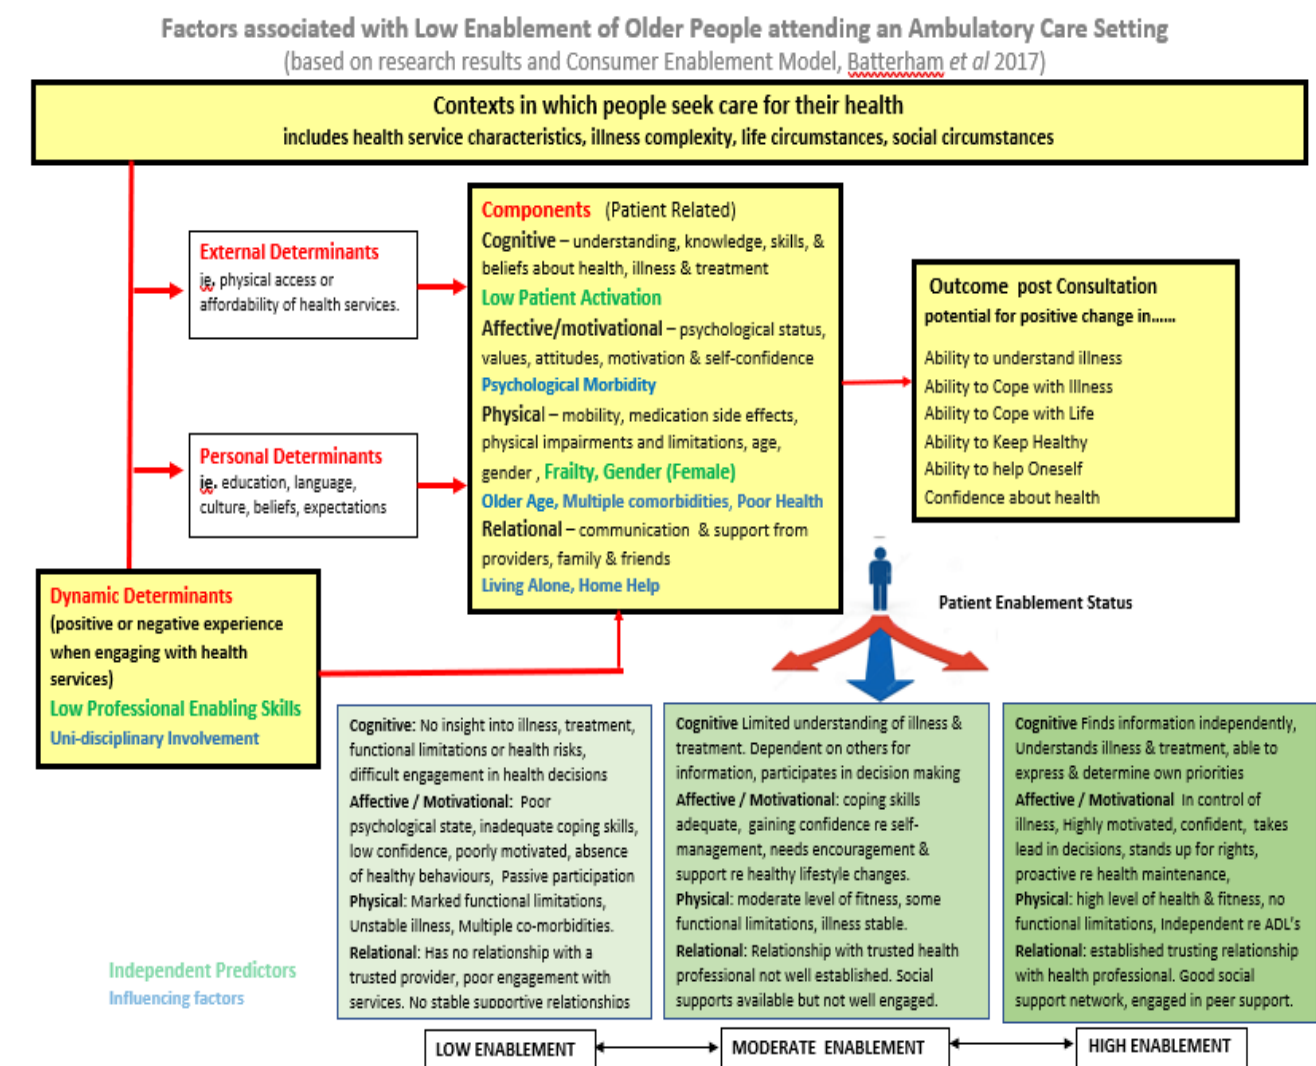 Factors associated with Low Enablement of Older People attending an Ambulatory Care Setting
(based on research results and Consumer Enablement Model, Batterham et al 2017)
Contexts in which people seek care for their health
includes health service characteristics, illness complexity, life circumstances, social circumstances
External Determinants
ie. physical access or
affordability of health services.
Personal Determinants
ie. education, language,
culture, beliefs, expectations
Dynamic Determinants
(positive or negative experience
when engaging with health
services)
Low Professional Enabling Skills
Uni-disciplinary Involvement
Components (Patient Related)
Cognitive – understanding, knowledge, skills, &
beliefs about health, illness & treatment
Low Patient Activation
Affective/motivational – psychological status,
values, attitudes, motivation & self-confidence
Psychological Morbidity
Physical – mobility, medication side effects,
physical impairments and limitations, age,
gender , Frailty, Gender (Female)
Older Age, Multiple comorbidities, Poor Health
Relational – communication & support from
providers, family & friends
Living Alone, Home Help
Outcome post Consultation
potential for positive change in......
Ability to understand illness
Ability to Cope with Illness
Ability to Cope with Life
Ability to Keep Healthy
Ability to help Oneself
Confidence about health
Patient Enablement Status
Cognitive: No insight into illness, treatment,
functional limitations or health risks,
difficult engagement in health decisions
Affective / Motivational: Poor
psychological state, inadequate coping skills,
low confidence, poorly motivated, absence
of healthy behaviours, Passive participation
Physical: Marked functional limitations,
Unstable illness, Multiple co-morbidities.
Relational: Has no relationship with a
trusted provider, poor engagement with
services. No stable supportive relationships
Cognitive Limited understanding of illness &
treatment. Dependent on others for
information, participates in decision making
Affective / Motivational: coping skills
adequate, gaining confidence re self-
management, needs encouragement &
support re healthy lifestyle changes.
Physical: moderate level of fitness, some
functional limitations, illness stable.
Relational: Relationship with trusted health
professional not well established. Social
supports available but not well engaged.
Cognitive Finds information independently,
Understands illness & treatment, able to
express & determine own priorities
Affective / Motivational In control of
illness, Highly motivated, confident, takes
lead in decisions, stands up for rights,
proactive re health maintenance,
Physical: high level of health & fitness, no
functional limitations, Independent re ADL's
Relational: established trusting relationship
with health professional. Good social
support network, engaged in peer support.
Independent Predictors
Influencing factors
LOW ENABLEMENT
MODERATE ENABLEMENT
HIGH ENABLEMENT